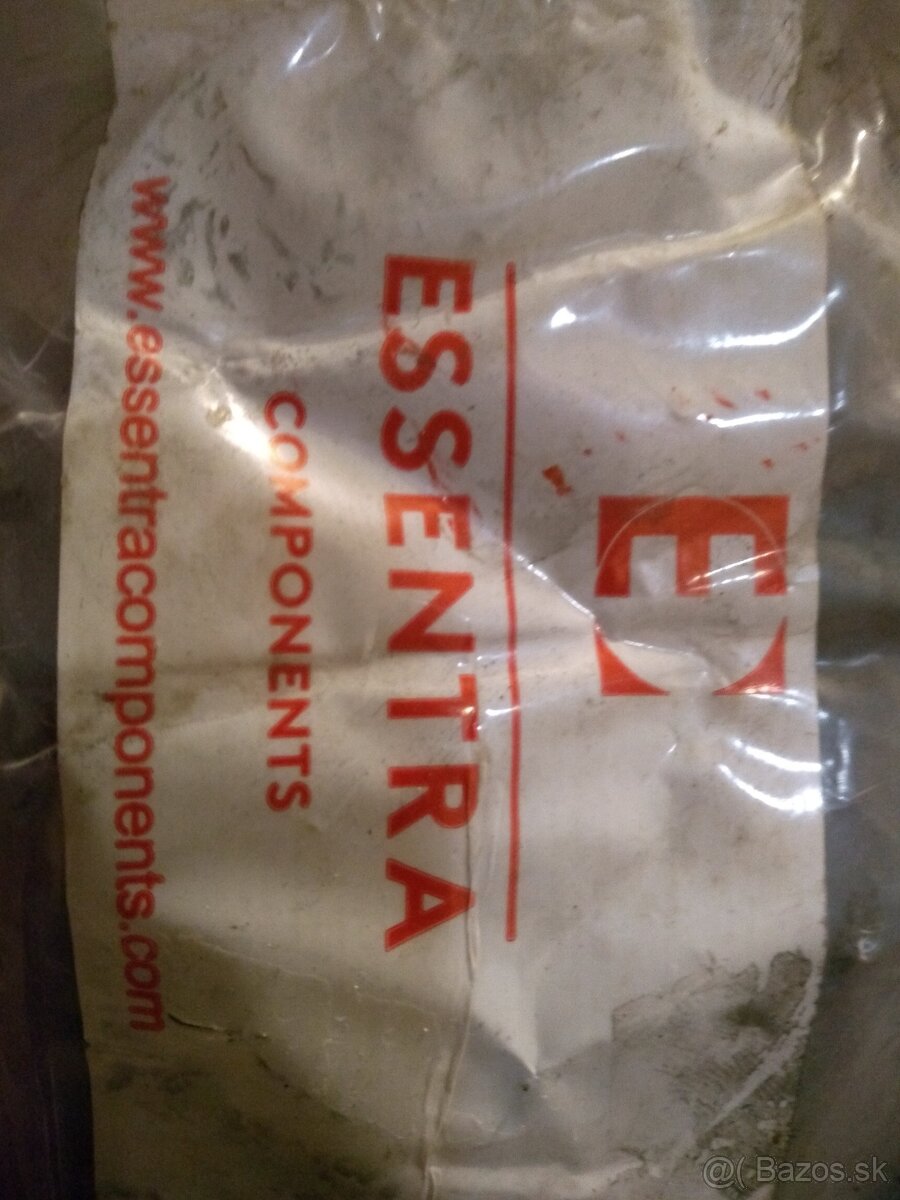 E
ESSENTRA
COMPONENTS
www.essentracomponents.com
@( Bazos.sk